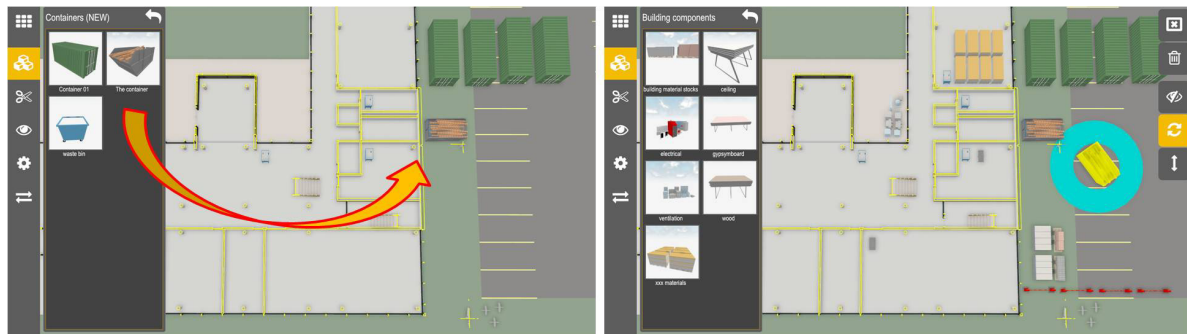 Containers (NEW)
Container 01
The container
waste bin
Building components
building material stocks
ceiling
electrical
gypsymboard
ventilation
wood
xxx materials